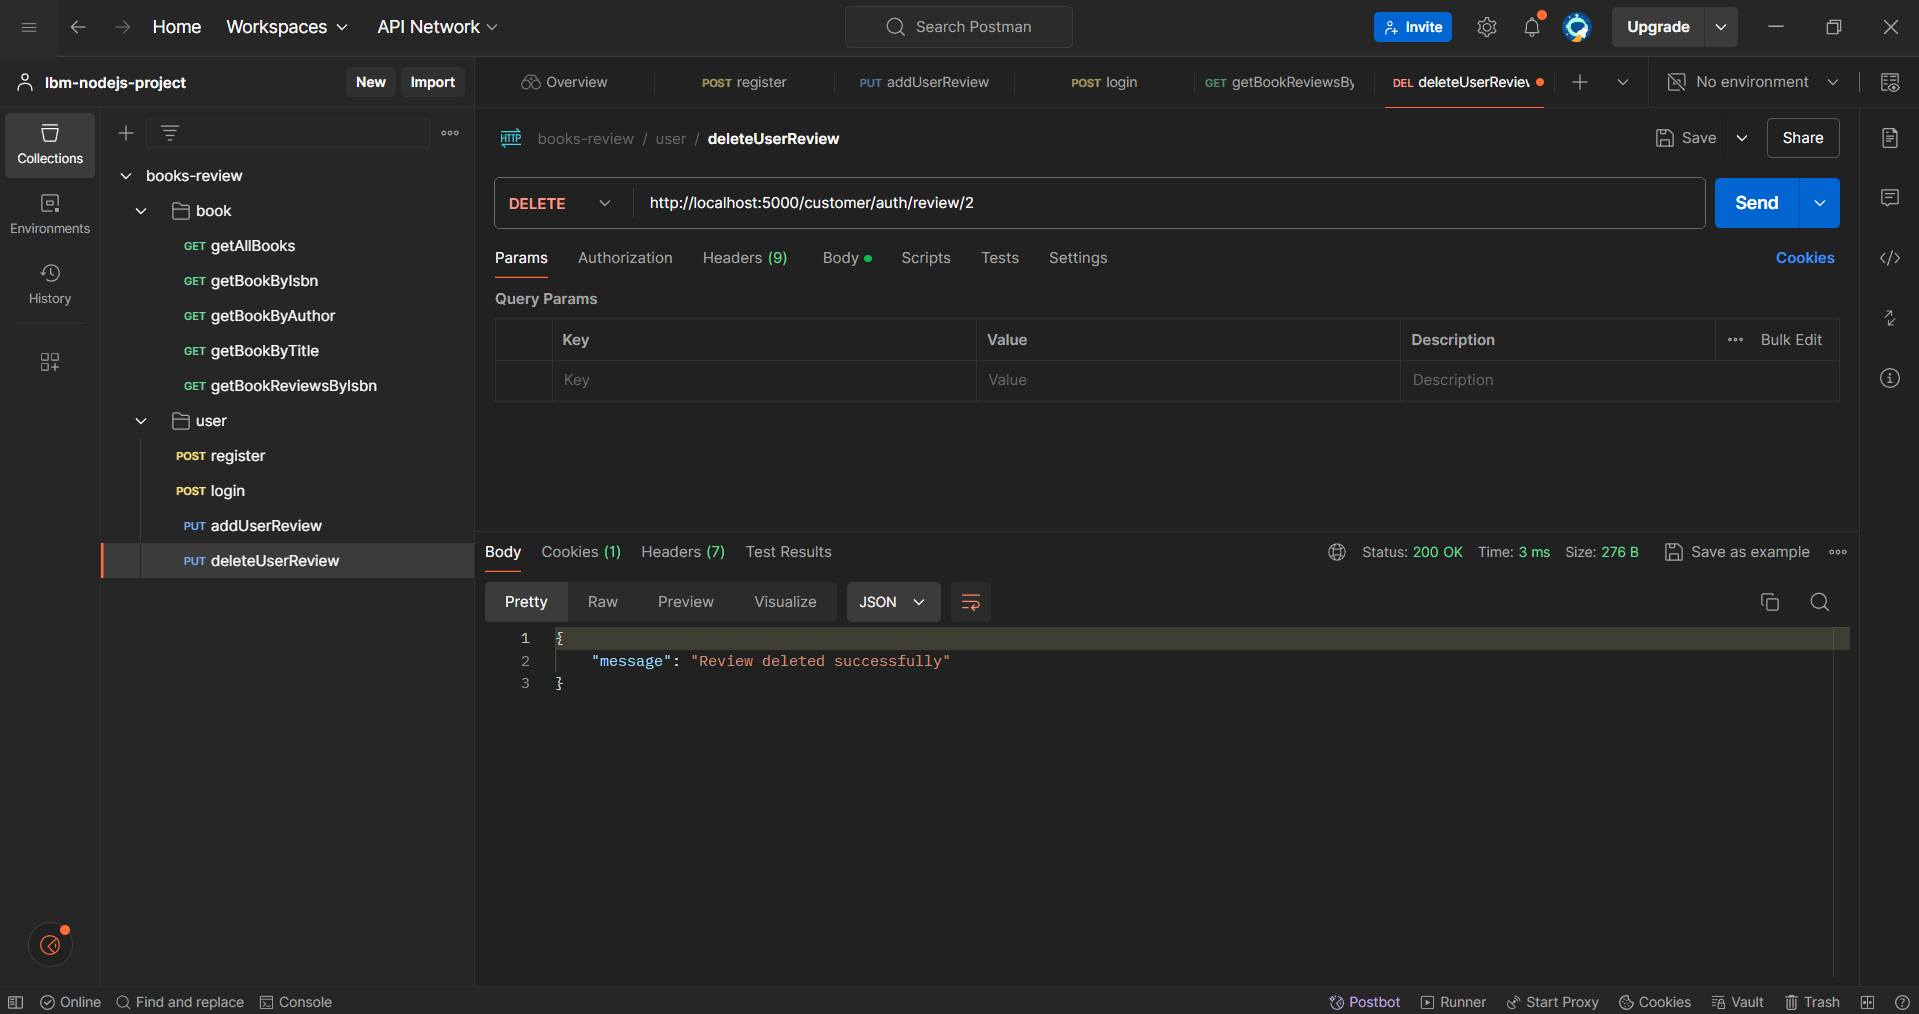 Home Workspaces API Network Search Postman Invite Upgrade
lbm-nodejs-project New Import
Overview POST register PUT addUserReview POST login GET getBookReviewsBy DEL deleteUserReview No environment
Collections
Environments
History
books-review
book
GET getAllBooks
GET getBookByIsbn
GET getBookByAuthor
GET getBookByTitle
GET getBookReviewsByIsbn
user
POST register
POST login
PUT addUserReview
PUT deleteUserReview
HTTP books-review / user / deleteUserReview Save Share
DELETE http://localhost:5000/customer/auth/review/2 Send
Params Authorization Headers (9) Body Scripts Tests Settings Cookies
Query Params
Key Value Description Bulk Edit
Key Value Description
Body Cookies (1) Headers (7) Test Results Status: 200 OK Time: 3 ms Size: 276 B Save as example
Pretty Raw Preview Visualize JSON
1 {
2 "message": "Review deleted successfully"
3 }
Online Find and replace Console Postbot Runner Start Proxy Cookies Vault Trash